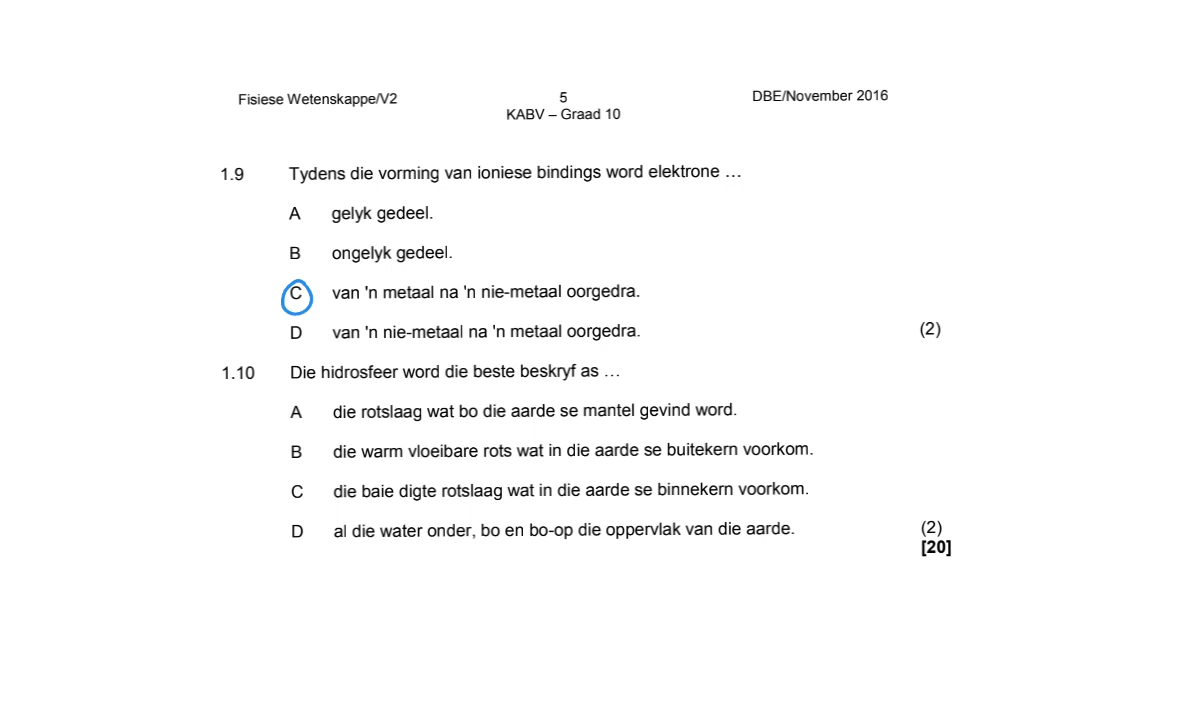 Fisiese Wetenskappe/V2 5 DBE/November 2016
KABV – Graad 10
1.9 Tydens die vorming van ioniese bindings word elektrone …
A gelyk gedeel.
B ongelyk gedeel.
C van 'n metaal na 'n nie-metaal oorgedra.
D van 'n nie-metaal na 'n metaal oorgedra. (2)
1.10 Die hidrosfeer word die beste beskryf as …
A die rotslaag wat bo die aarde se mantel gevind word.
B die warm vloeibare rots wat in die aarde se buitekern voorkom.
C die baie digte rotslaag wat in die aarde se binnekern voorkom.
D al die water onder, bo en bo-op die oppervlak van die aarde. (2)
[20]